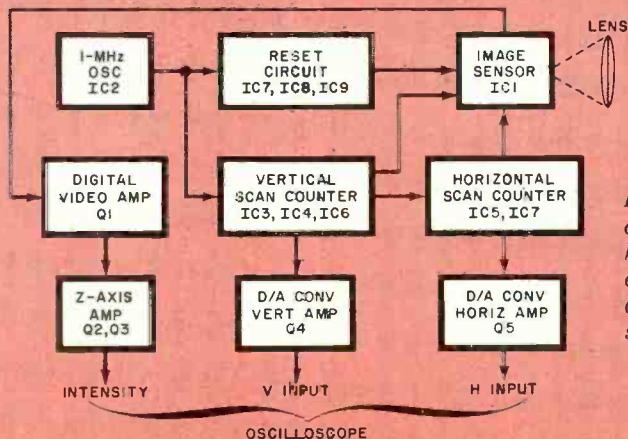 LENS
1-MHz
OSC
IC2
RESET
CIRCUIT
IC7, IC8, IC9
IMAGE
SENSOR
IC1
DIGITAL
VIDEO AMP
Q1
VERTICAL
SCAN COUNTER
IC3, IC4, IC6
HORIZONTAL
SCAN COUNTER
IC5, IC7
Z-AXIS
AMP
Q2,Q3
D/A CONV
VERT AMP
Q4
D/A CONV
HORIZ AMP
Q5
INTENSITY
V INPUT
H INPUT
OSCILLOSCOPE